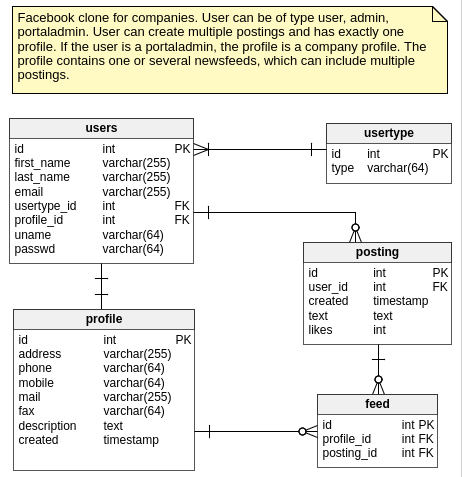 Facebook clone for companies. User can be of type user, admin,
portaladmin. User can create multiple postings and has exactly one
profile. If the user is a portaladmin, the profile is a company profile. The
profile contains one or several newsfeeds, which can include multiple
postings.
users
id int PK
first_name varchar(255)
last_name varchar(255)
email varchar(255)
usertype_id int FK
profile_id int FK
uname varchar(64)
passwd varchar(64)
usertype
id int PK
type varchar(64)
posting
id int PK
user_id int FK
created timestamp
text text
likes int
profile
id int PK
address varchar(255)
phone varchar(64)
mobile varchar(64)
mail varchar(255)
fax varchar(64)
description text
created timestamp
feed
id int PK
profile_id int FK
posting_id int FK